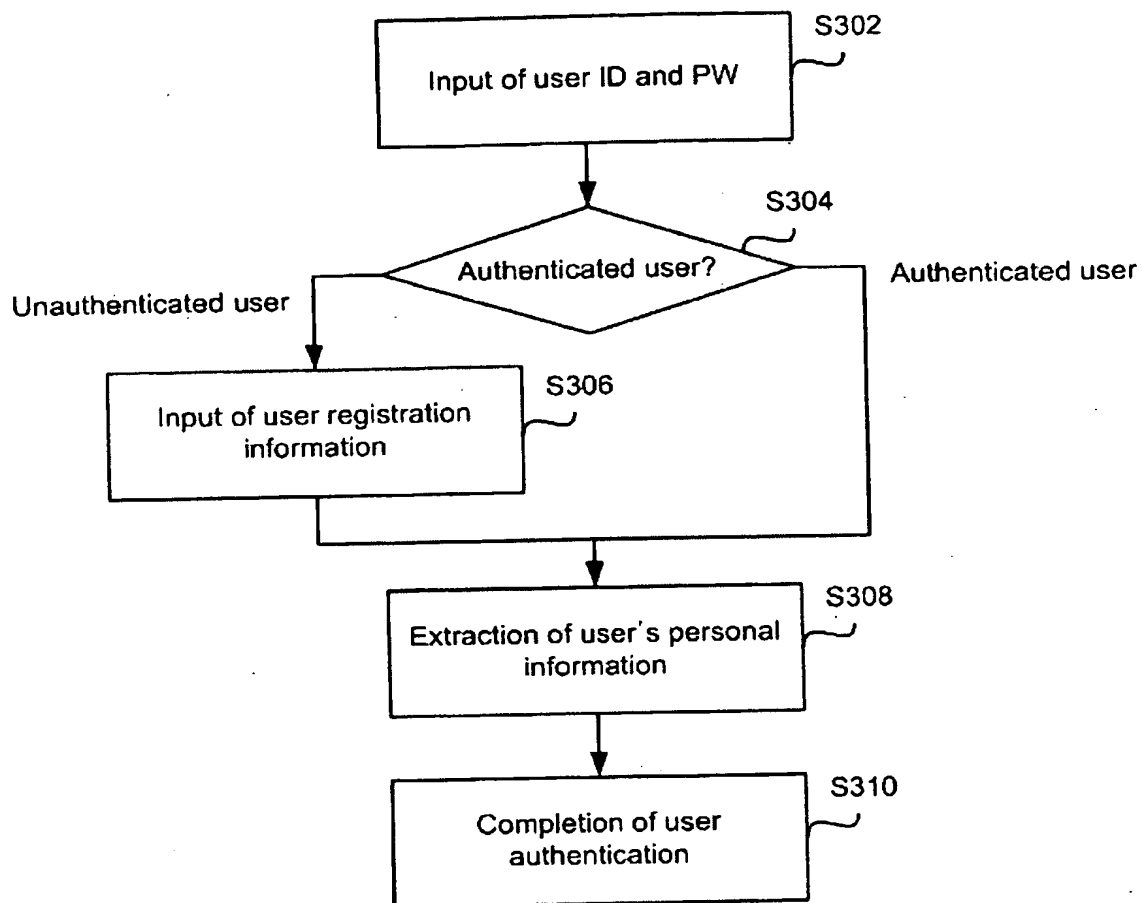 S302
Input of user ID and PW
S304
Authenticated user?
Authenticated user
Unauthenticated user
S306
Input of user registration
information
S308
Extraction of user's personal
information
S310
Completion of user
authentication